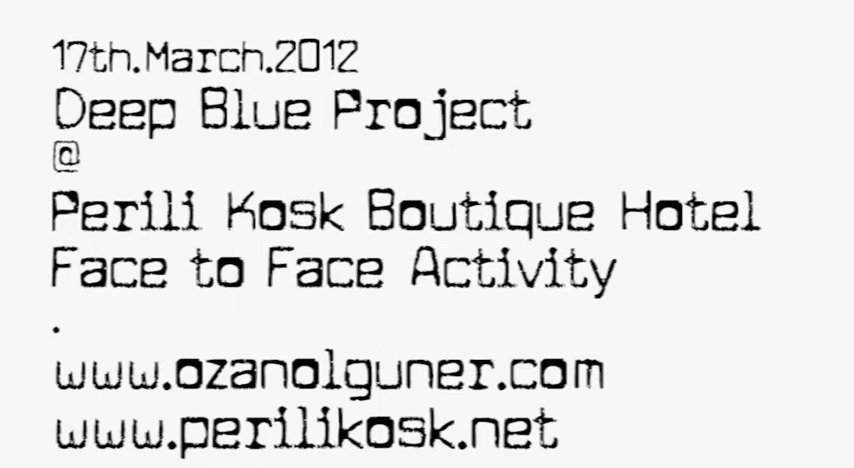 17th.March.2012
Deep Blue Project
@
Perili Kosk Boutique Hotel
Face to Face Activity
.
www.ozanolguner.com
www.perilikosk.net